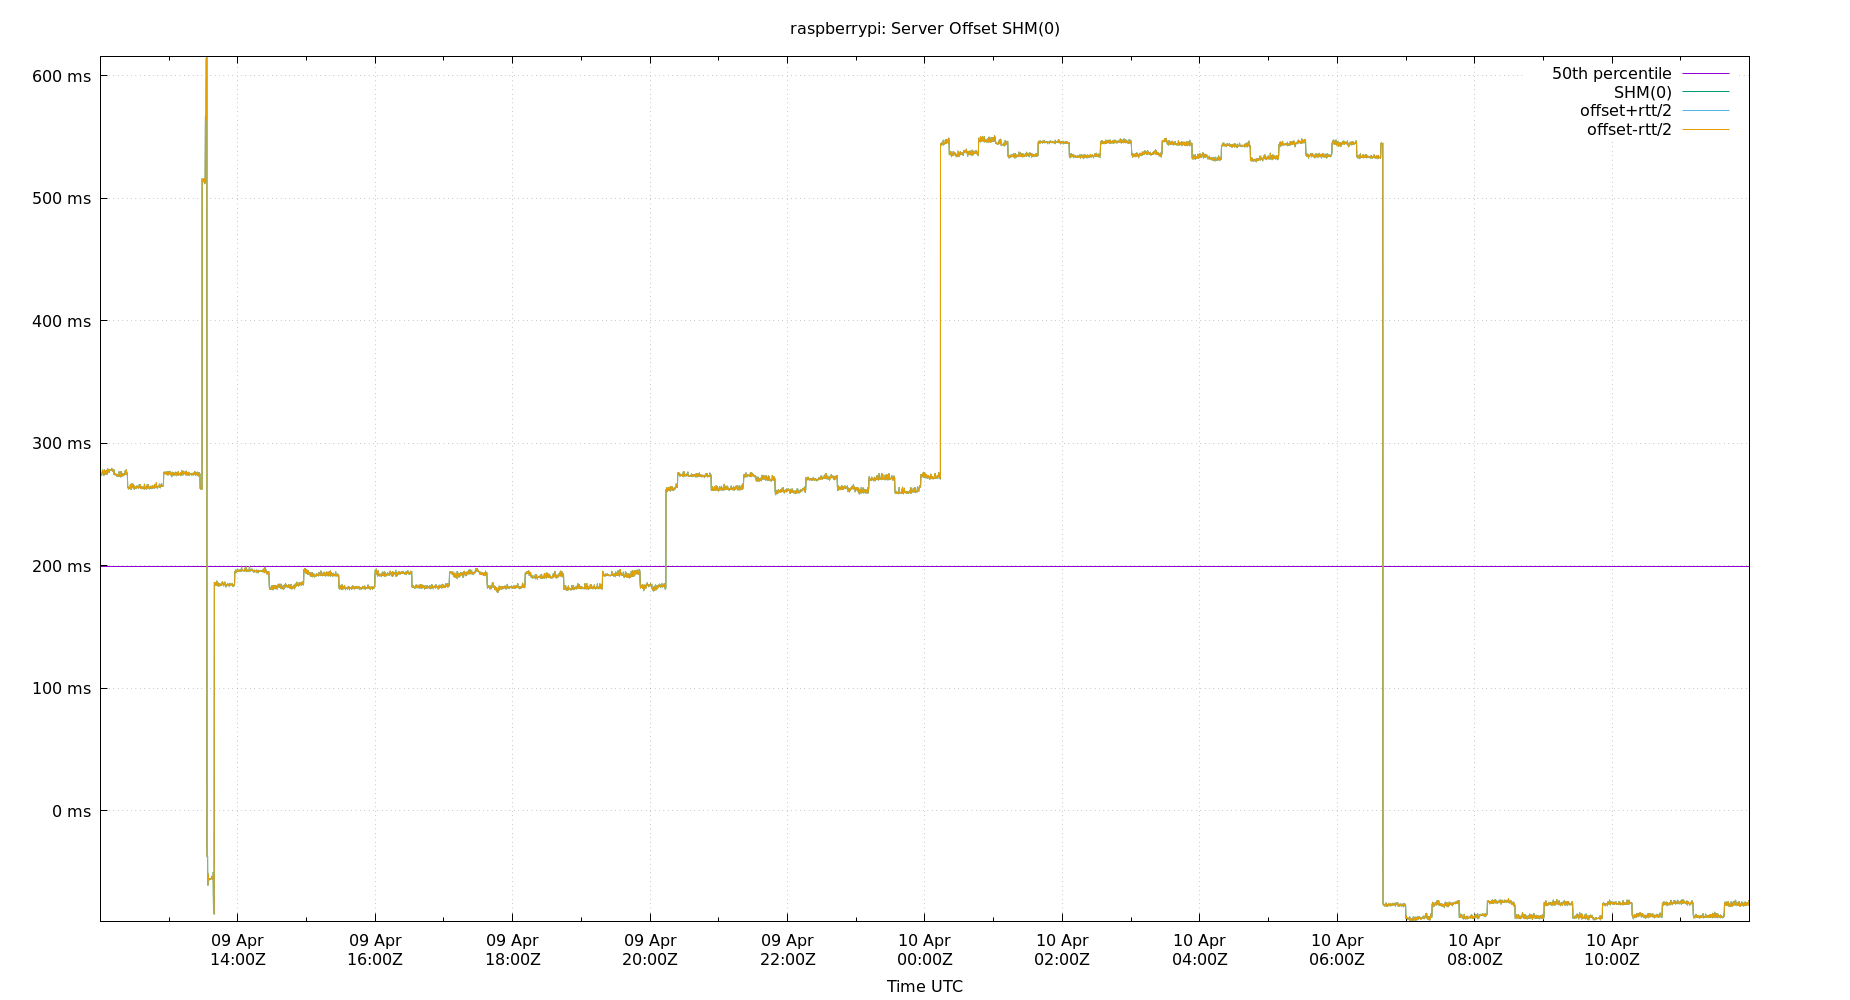 raspberrypi: Server Offset SHM(0)
600 ms
500 ms
400 ms
300 ms
200 ms
100 ms
0 ms
50th percentile
SHM(0)
offset+rtt/2
offset-rtt/2
09 Apr 09 Apr 09 Apr 09 Apr 09 Apr 10 Apr 10 Apr 10 Apr 10 Apr 10 Apr 10 Apr
14:00Z 16:00Z 18:00Z 20:00Z 22:00Z 00:00Z 02:00Z 04:00Z 06:00Z 08:00Z 10:00Z
Time UTC